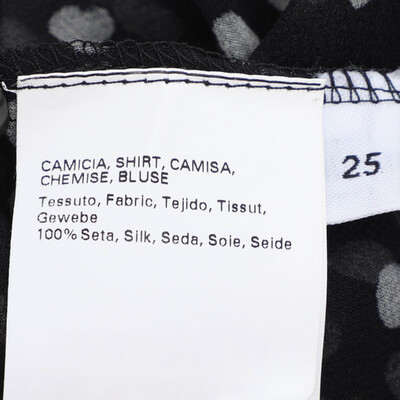 CAMICIA, SHIRT, CAMISA,
CHEMISE, BLUSE
Tessuto, Fabric, Tejido, Tissut,
Gewebe
100% Seta, Silk, Seda, Soie, Seide
25